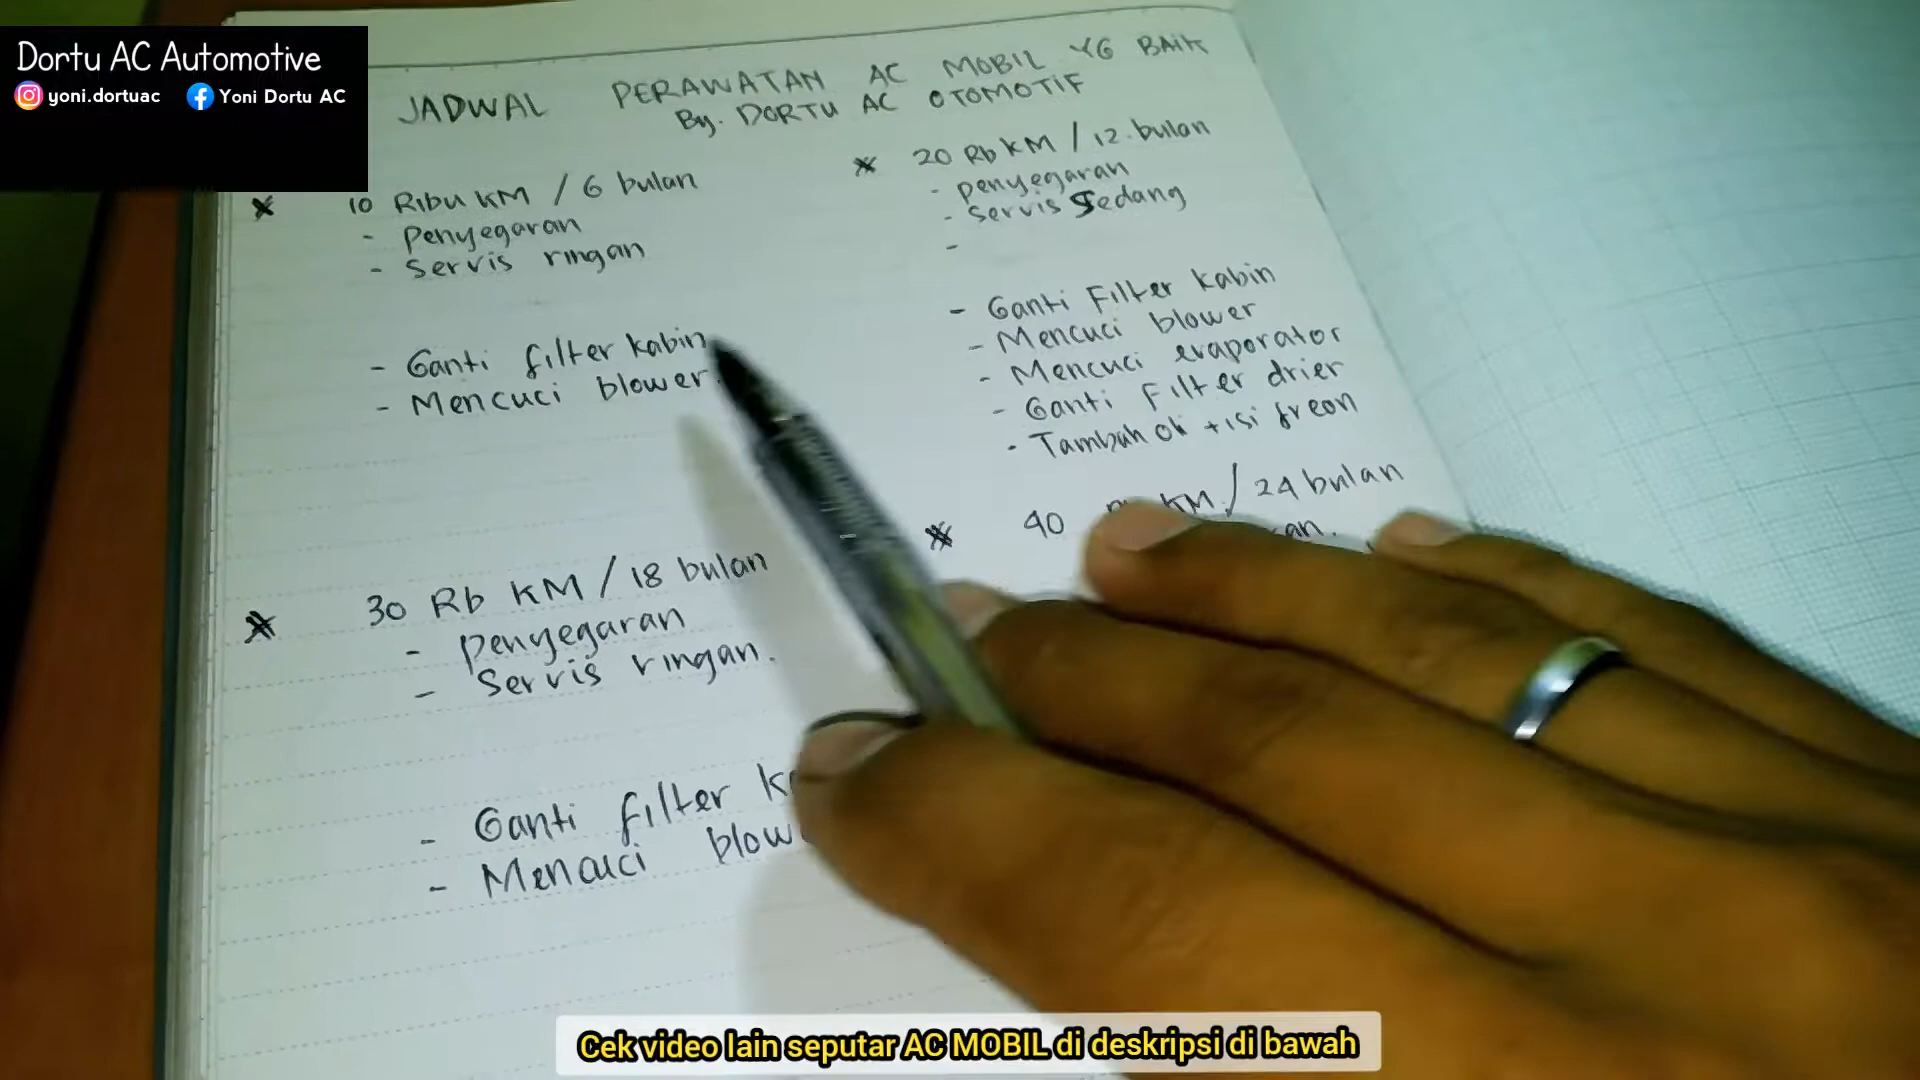 Dortu AC Automotive
yoni.dortuac
Yoni Dortu AC
JADWAL PERAWATAN AC MOBIL YG BAIK
By. DORTU AC OTOMOTIF
10 Ribu KM / 6 bulan
- Penyegaran
- Servis ringan
- Ganti filter kabin
- Mencuci blower
30 Rb KM / 18 bulan
- Penyegaran
- Servis ringan.
- Ganti filter
- Mencuci
20 Rb KM / 12 bulan
- Penyegaran
- Servis Sedang
-
- Ganti Filter kabin
- Mencuci blower
- Mencuci evaporator
- Ganti Filter drier
- Tambah oli + isi freon
40 KM / 24 bulan
Cek video lain seputar AC MOBIL di deskripsi di bawah